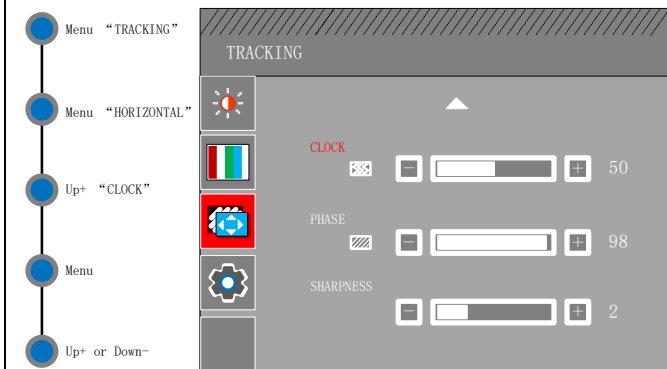 Menu “TRACKING”
Menu “HORIZONTAL”
Up+ “CLOCK”
Menu
Up+ or Down-
TRACKING
CLOCK
50
PHASE
98
SHARPNESS
2